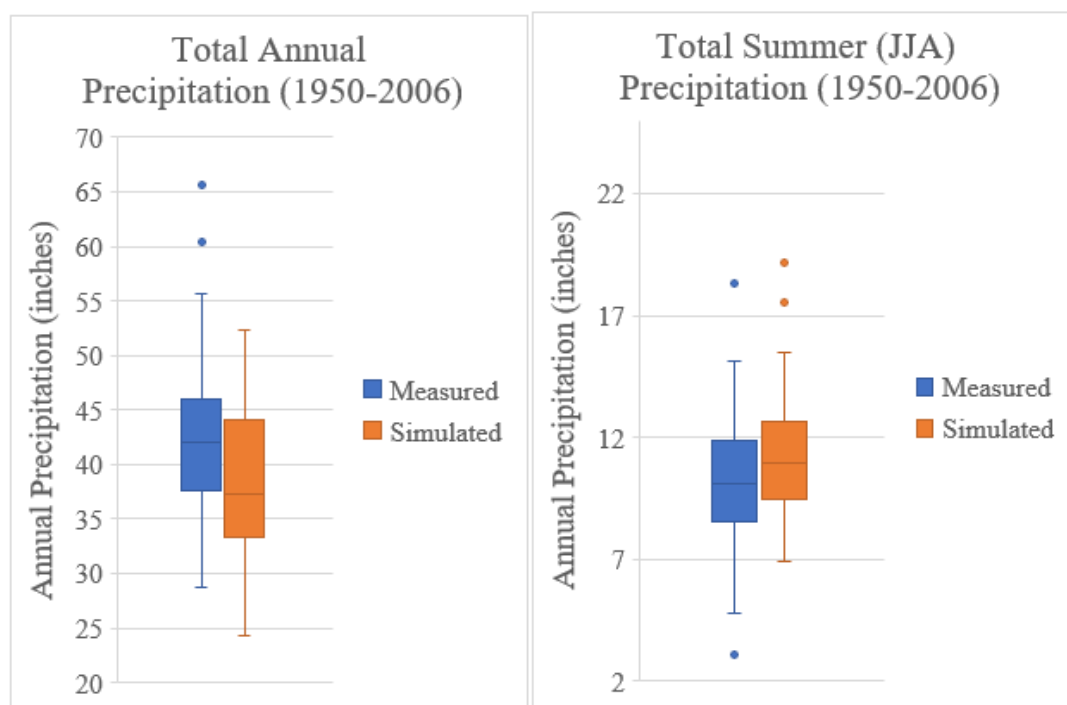 Total Annual
Precipitation (1950-2006)
Annual Precipitation (inches)
70
65
60
55
50
45
40
35
30
25
20
Measured
Simulated
Total Summer (JJA)
Precipitation (1950-2006)
Annual Precipitation (inches)
22
17
12
7
2
Measured
Simulated